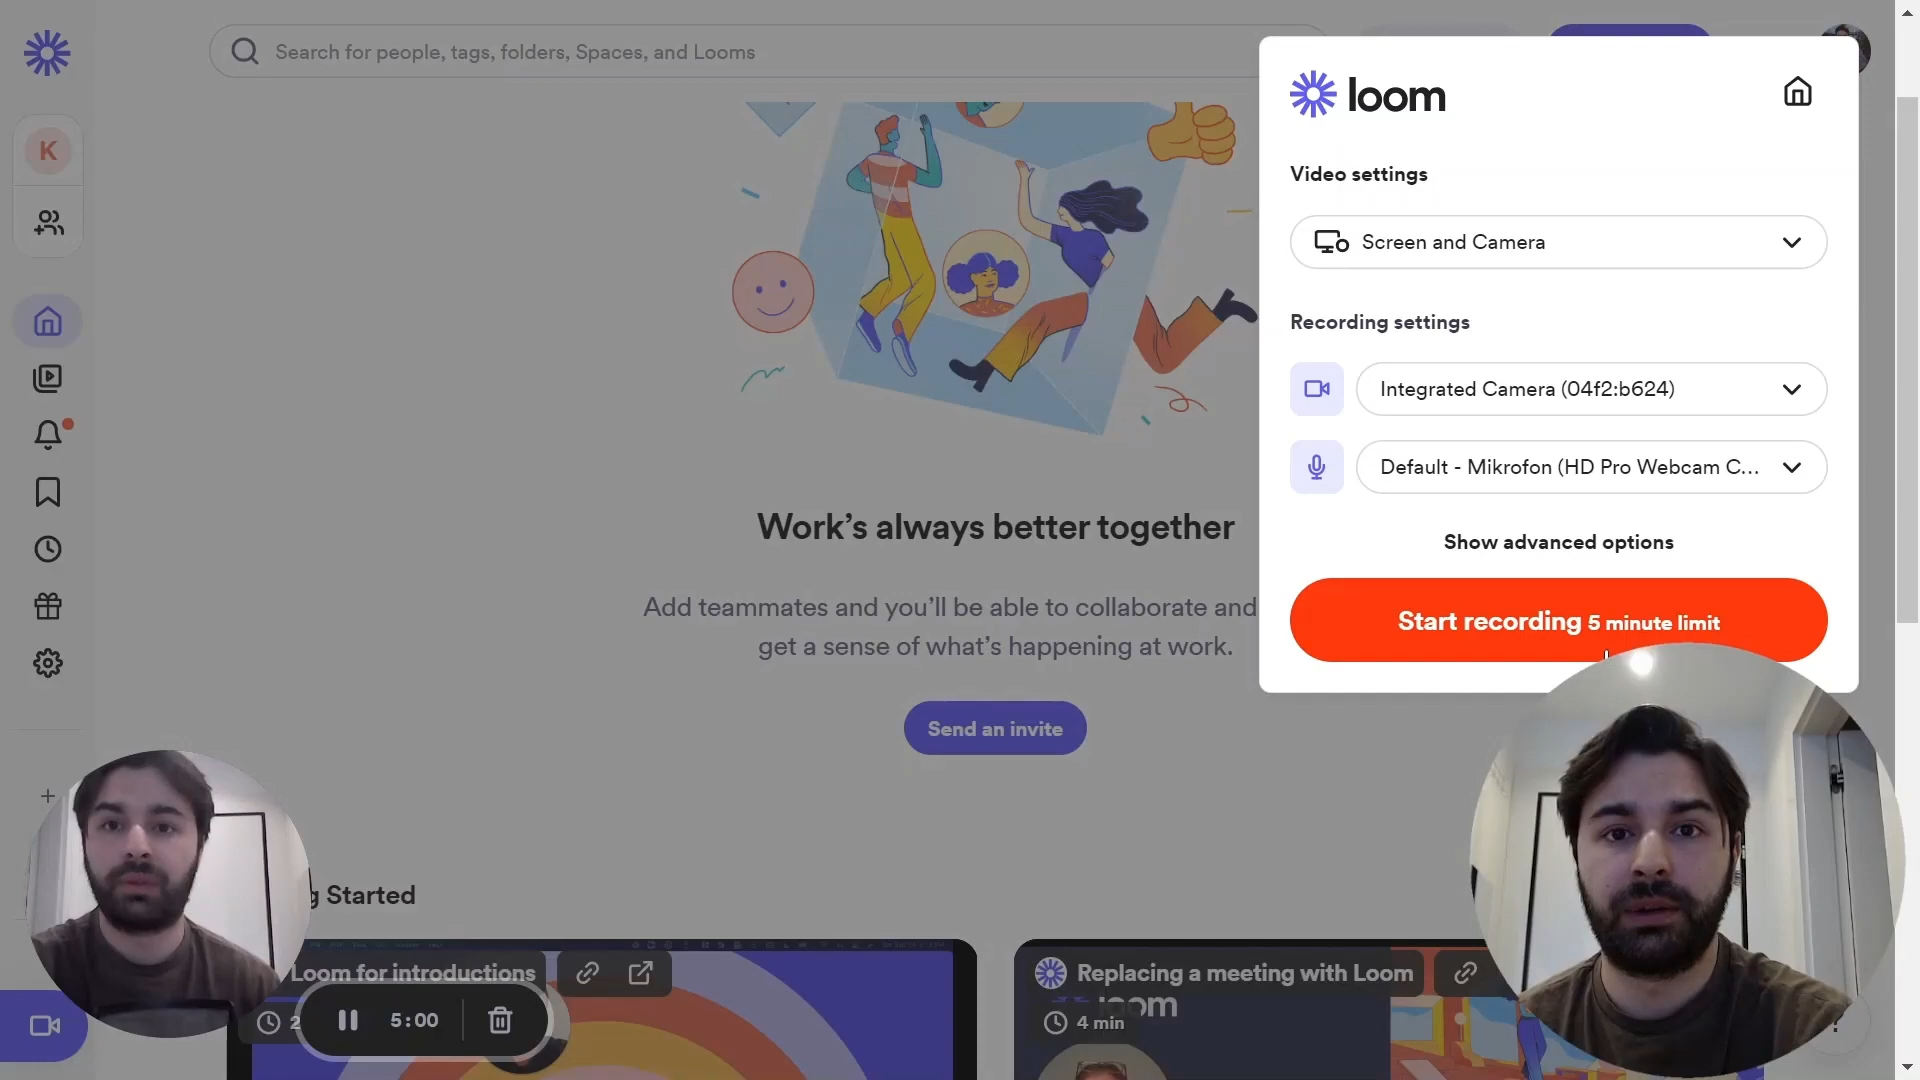 Search for people, tags, folders, Spaces, and Looms
K
Work's always better together
Add teammates and you'll be able to collaborate and
get a sense of what's happening at work.
Send an invite
loom
Video settings
Screen and Camera
Recording settings
Integrated Camera (04f2:b624)
Default - Mikrofon (HD Pro Webcam C...
Show advanced options
Start recording 5 minute limit
g Started
Loom for introductions
2
5:00
Replacing a meeting with Loom
loom
4 min
?